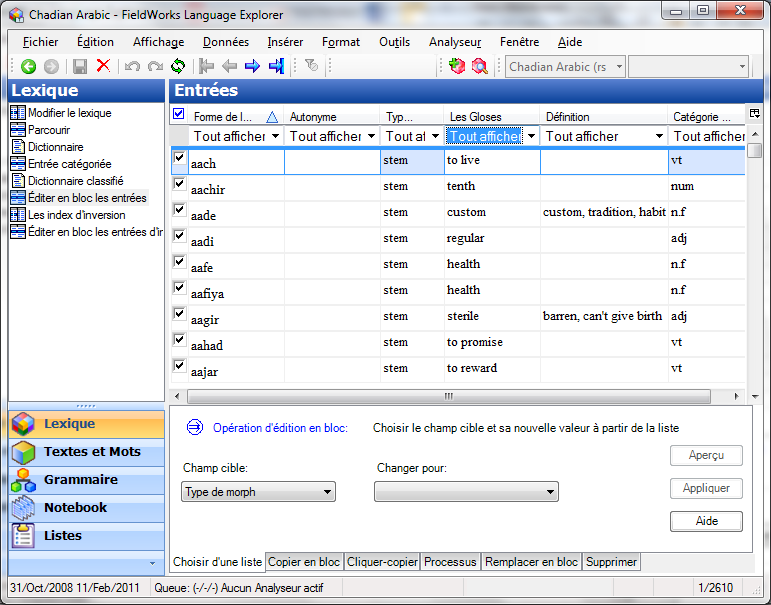 Chadian Arabic - FieldWorks Language Explorer
Fichier Édition Affichage Données Insérer Format Outils Analyseur Fenêtre Aide
Chadian Arabic (rs
Lexique
Modifier le lexique
Parcourir
Dictionnaire
Entrée catégoriée
Dictionnaire classifié
Éditer en bloc les entrées
Les index d'inversion
Éditer en bloc les entrées d'ir
Entrées
Forme de l... Autonyme Typ... Les Gloses Définition Catégorie ...
Tout afficher Tout afficher Tout al Tout afficher Tout afficher Tout afficher
aach stem to live vt
aachir stem tenth num
aade stem custom custom, tradition, habit n.f
aadi stem regular adj
aafe stem health n.f
aafiya stem health n.f
aagir stem sterile barren, can't give birth adj
aahad stem to promise vt
aajar stem to reward vt
Lexique
Textes et Mots
Grammaire
Notebook
Listes
Opération d'édition en bloc: Choisir le champ cible et sa nouvelle valeur à partir de la liste
Champ cible: Changer pour:
Type de morph
Aperçu
Appliquer
Aide
Choisir d'une liste Copier en bloc Cliquer-copier Processus Remplacer en bloc Supprimer
31/Oct/2008 11/Feb/2011 Queue: (-/-/-) Aucun Analyseur actif 1/2610